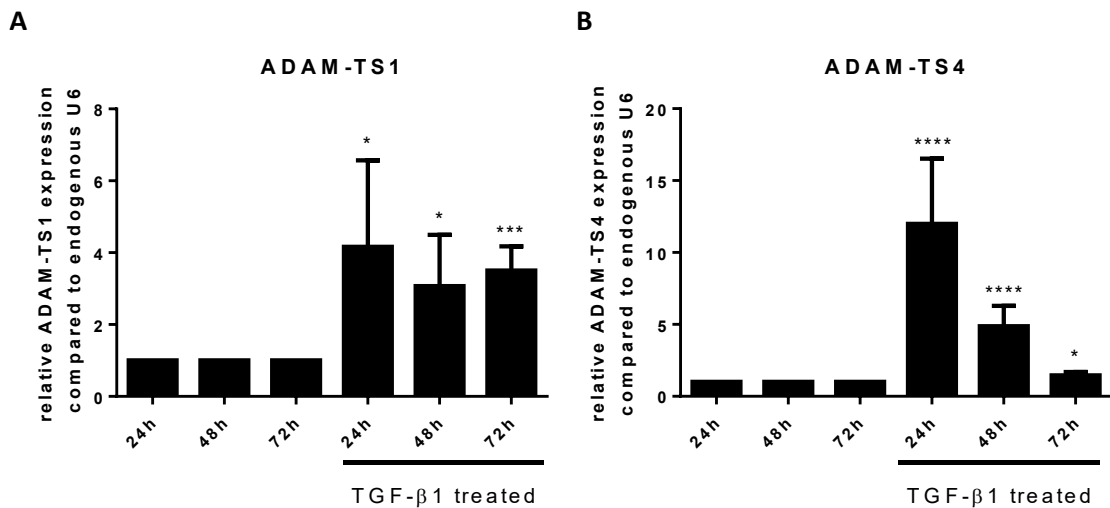 A
ADAM-TS1
relative ADAM-TS1 expression
compared to endogenous U6
8
6
4
2
0
*
*
***
24h
48h
72h
24h
48h
72h
TGF-β1 treated
B
ADAM-TS4
relative ADAM-TS4 expression
compared to endogenous U6
20
15
10
5
0
****
****
*
24h
48h
72h
24h
48h
72h
TGF-β1 treated